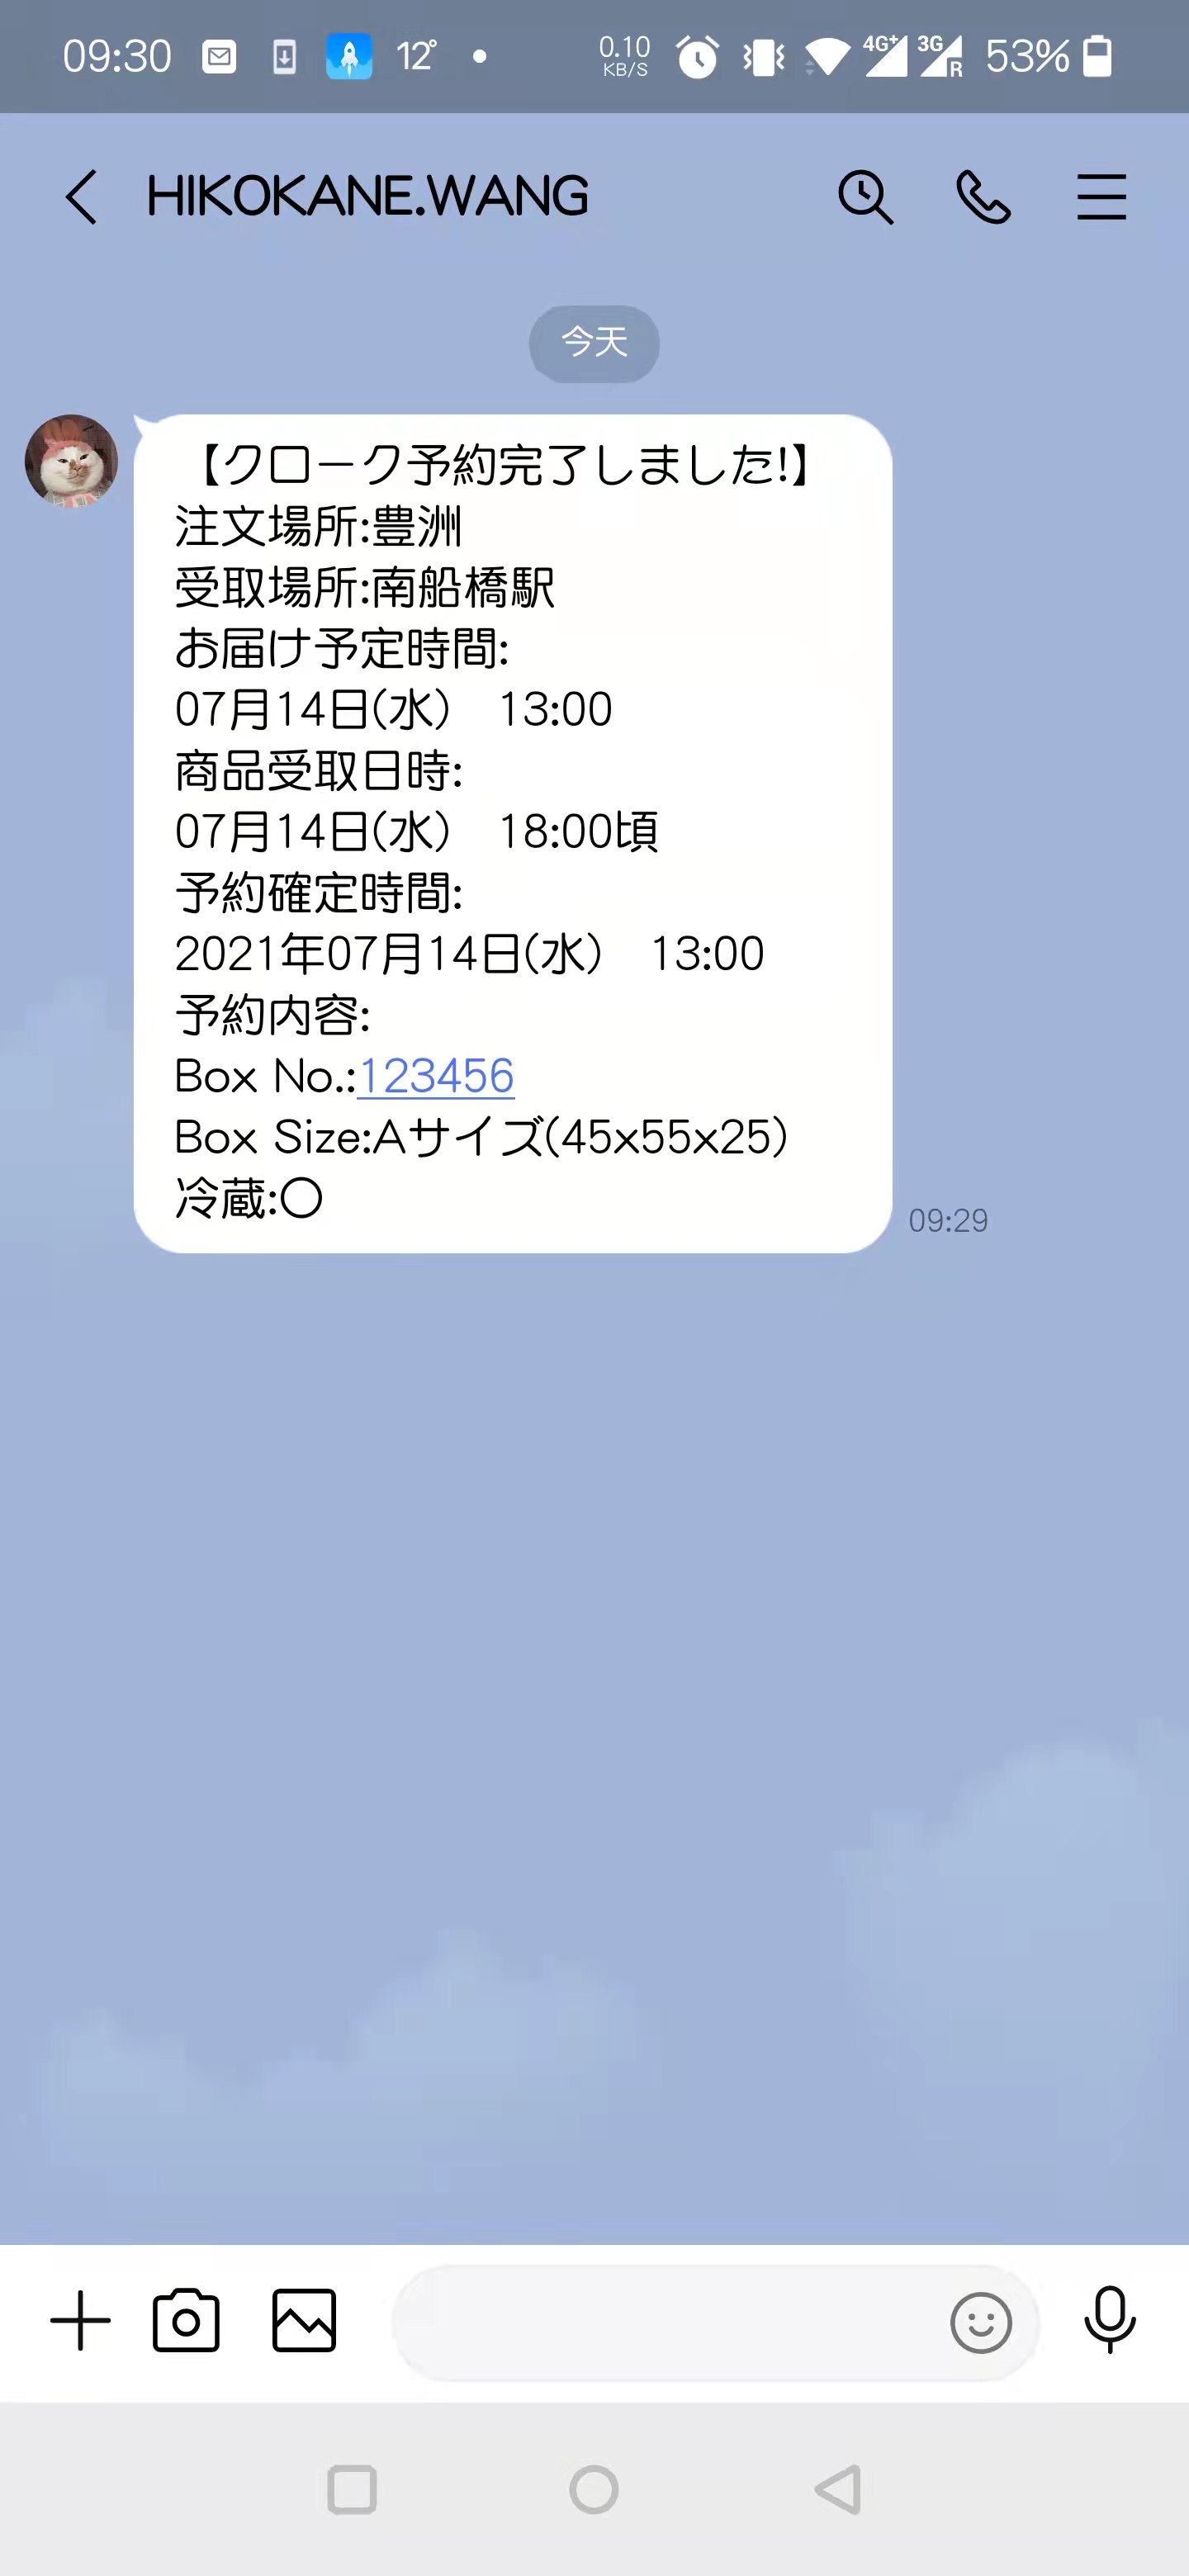 09:30 12° 0.10 KB/S 4G+ 3G R 53%
HIKOKANE.WANG
今天
【クローク予約完了しました!】
注文場所:豊洲
受取場所:南船橋駅
お届け予定時間:
07月14日(水) 13:00
商品受取日時:
07月14日(水) 18:00頃
予約確定時間:
2021年07月14日(水) 13:00
予約内容:
Box No.:123456
Box Size:Aサイズ(45x55x25)
冷蔵:〇
09:29